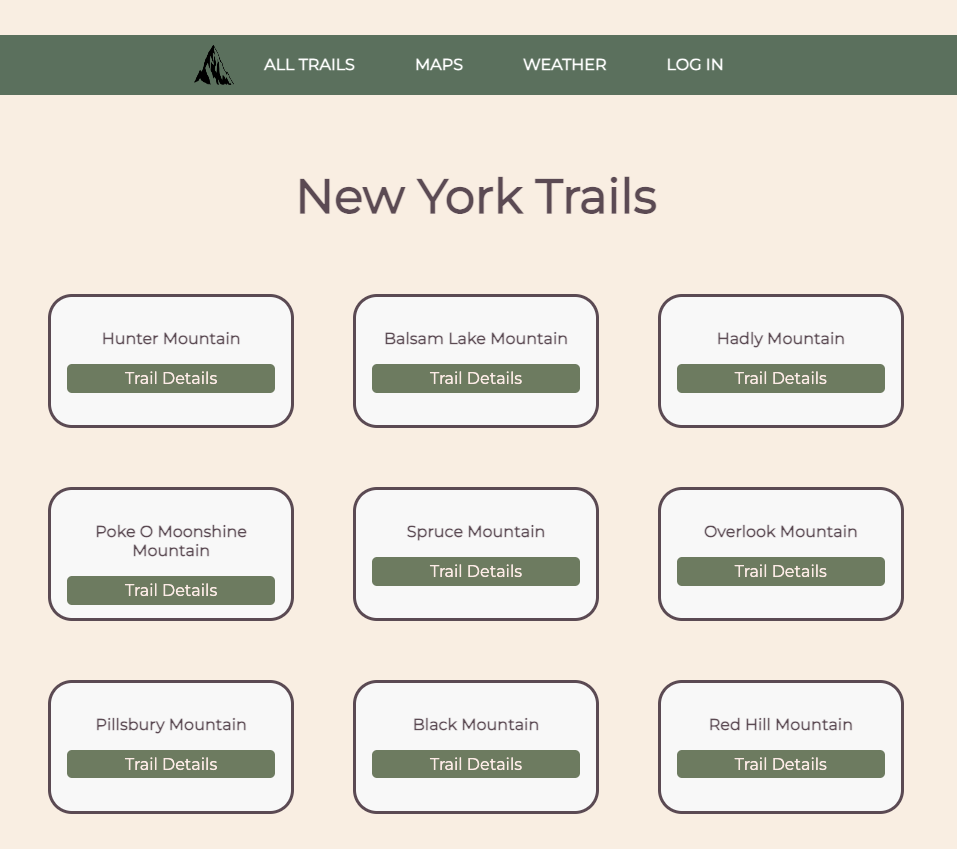 ALL TRAILS MAPS WEATHER LOG IN
New York Trails
Hunter Mountain
Trail Details
Balsam Lake Mountain
Trail Details
Hadly Mountain
Trail Details
Poke O Moonshine
Mountain
Trail Details
Spruce Mountain
Trail Details
Overlook Mountain
Trail Details
Pillsbury Mountain
Trail Details
Black Mountain
Trail Details
Red Hill Mountain
Trail Details